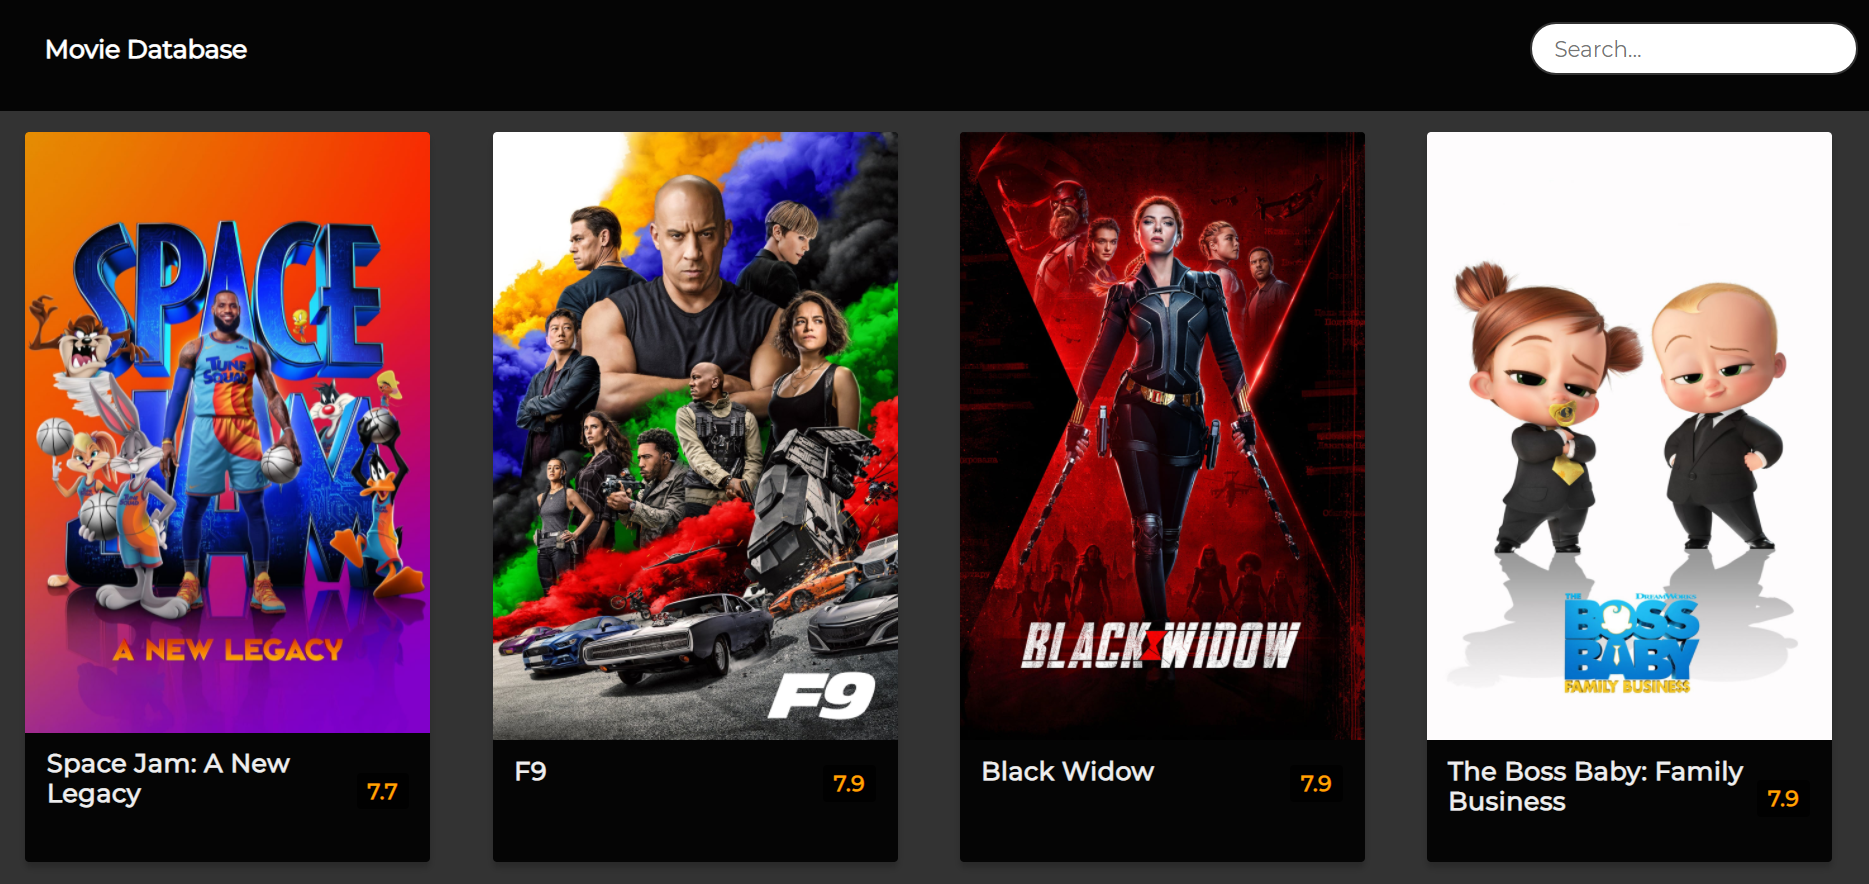 Movie Database
Search...
SPACE
JAM
TUNE
SQUAD
A NEW LEGACY
Space Jam: A New
Legacy
7.7
F9
F9
7.9
BLACK WIDOW
Black Widow
7.9
DREAMWORKS
THE
BOSS
BABY
FAMILY BUSINESS
The Boss Baby: Family
Business
7.9